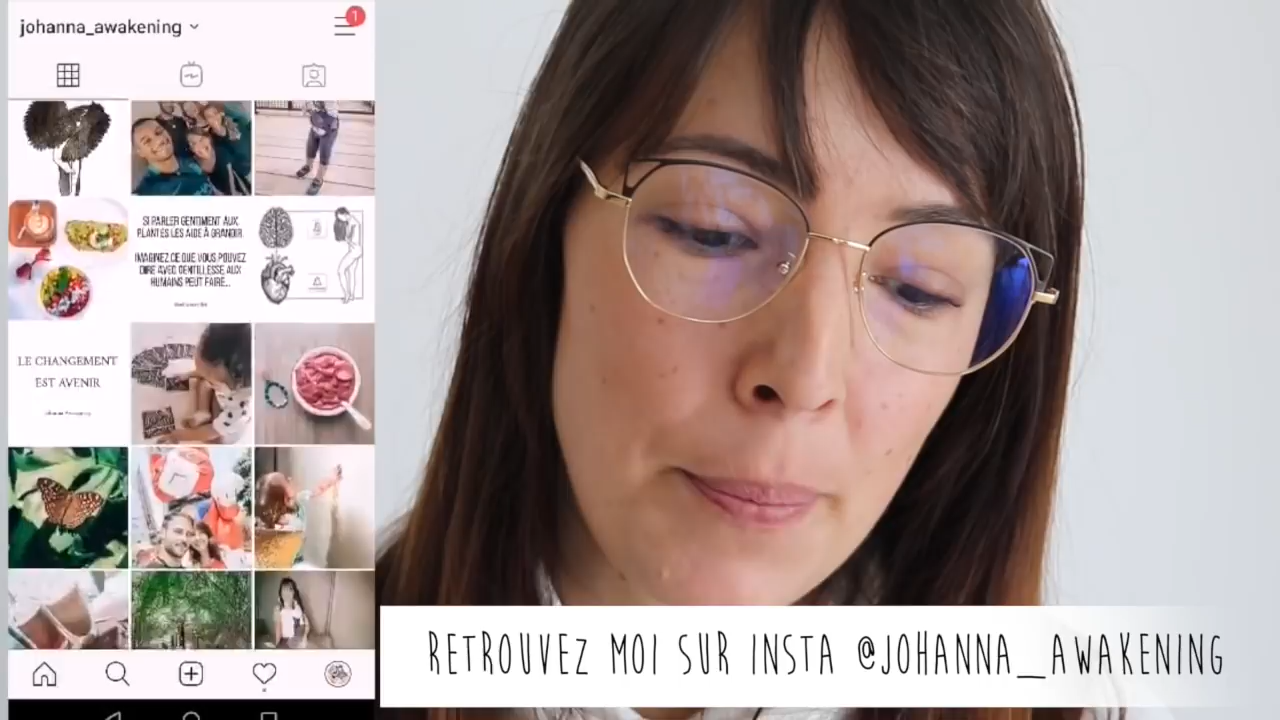 johanna_awakening
1
SI PARLER GENTIMENT AUX
PLANTES LES AIDE À GRANDIR.
IMAGINEZ CE QUE VOUS POUVEZ
DIRE AVEC GENTILLESSE AUX
HUMAINS PEUT FAIRE...
LE CHANGEMENT
EST AVENIR
RETROUVEZ MOI SUR INSTA @JOHANNA_AWAKENING